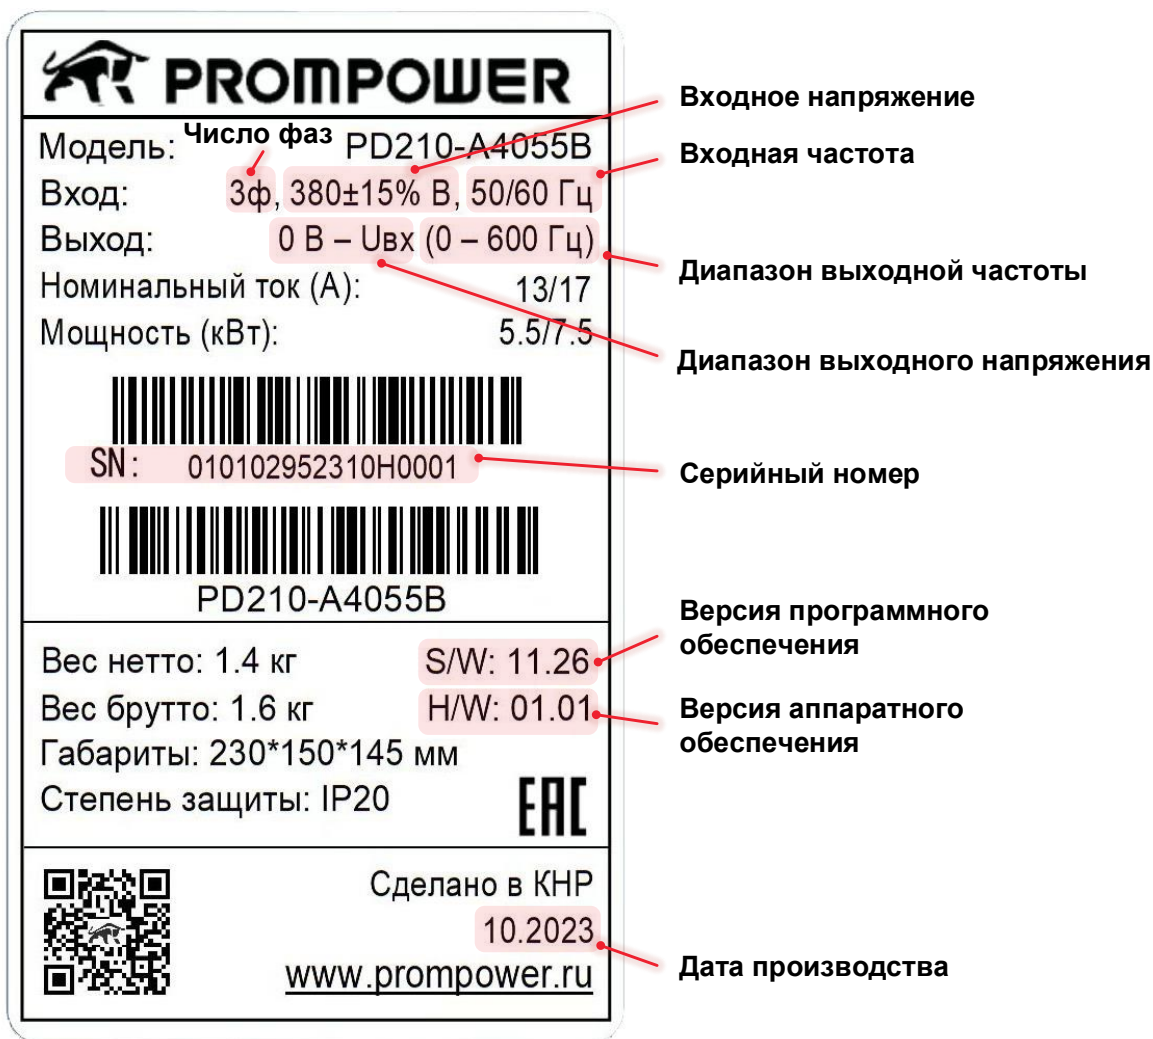 PROMPOWER
Число фаз
Модель: PD210-A4055B
Вход: 3ф, 380±15% В, 50/60 Гц
Выход: 0 В – Uвх (0 – 600 Гц)
Номинальный ток (А): 13/17
Мощность (кВт): 5.5/7.5
SN: 010102952310H0001
PD210-A4055B
Вес нетто: 1.4 кг S/W: 11.26
Вес брутто: 1.6 кг H/W: 01.01
Габариты: 230*150*145 мм
Степень защиты: IP20
EAC
Сделано в КНР
10.2023
www.prompower.ru
Входное напряжение
Входная частота
Диапазон выходной частоты
Диапазон выходного напряжения
Серийный номер
Версия программного
обеспечения
Версия аппаратного
обеспечения
Дата производства